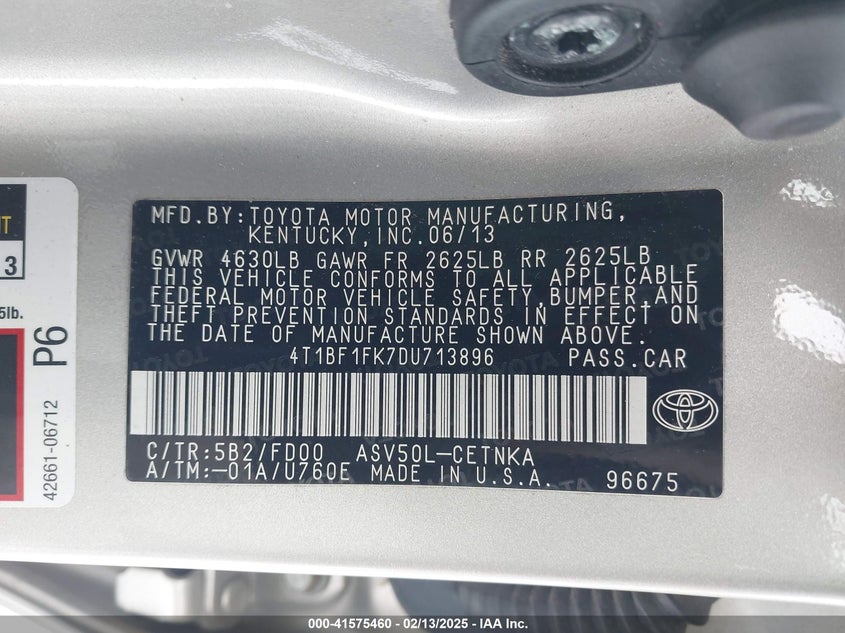 MFD.BY:TOYOTA MOTOR MANUFACTURING,
KENTUCKY,INC.06/13
GVWR 4630LB GAWR FR 2625LB RR 2625LB
THIS VEHICLE CONFORMS TO ALL APPLICABLE
FEDERAL MOTOR VEHICLE SAFETY,BUMPER,AND
THEFT PREVENTION STANDARDS IN EFFECT ON
THE DATE OF MANUFACTURE SHOWN ABOVE.
4T1BF1FK7DU713896 PASS.CAR
C/TR:5B2/FD00 ASV50L-CETNKA
A/TM:-01A/U760E MADE IN U.S.A. 96675
3
5lb.
P6
42661-06712
000-41575460 - 02/13/2025 - IAA Inc.